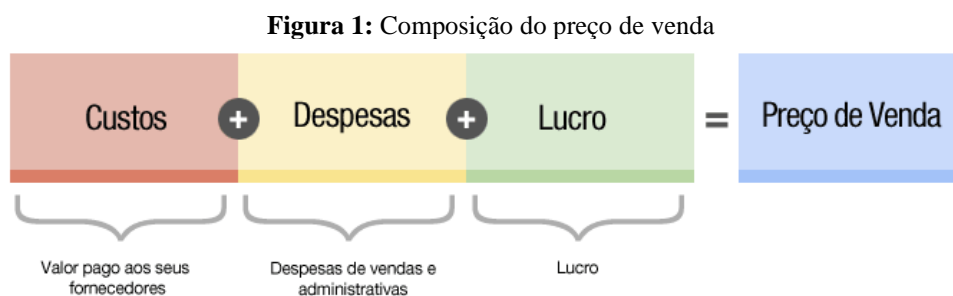 Figura 1: Composição do preço de venda
Custos + Despesas + Lucro = Preço de Venda
Valor pago aos seus
fornecedores
Despesas de vendas e
administrativas
Lucro